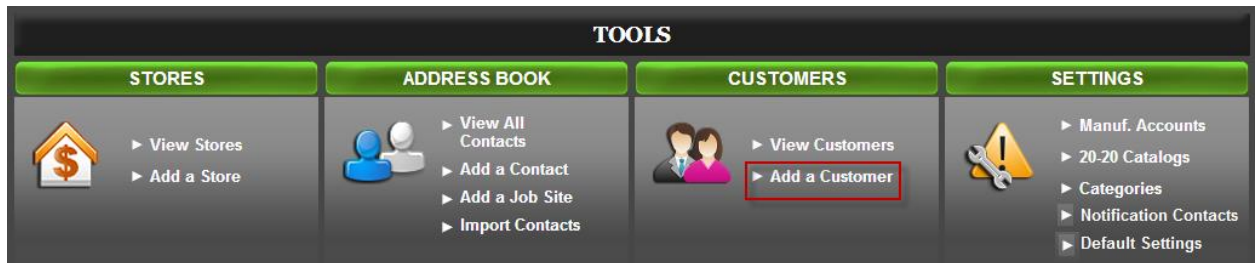 TOOLS
STORES
View Stores
Add a Store
ADDRESS BOOK
View All
Contacts
Add a Contact
Add a Job Site
Import Contacts
CUSTOMERS
View Customers
Add a Customer
SETTINGS
Manuf. Accounts
20-20 Catalogs
Categories
Notification Contacts
Default Settings